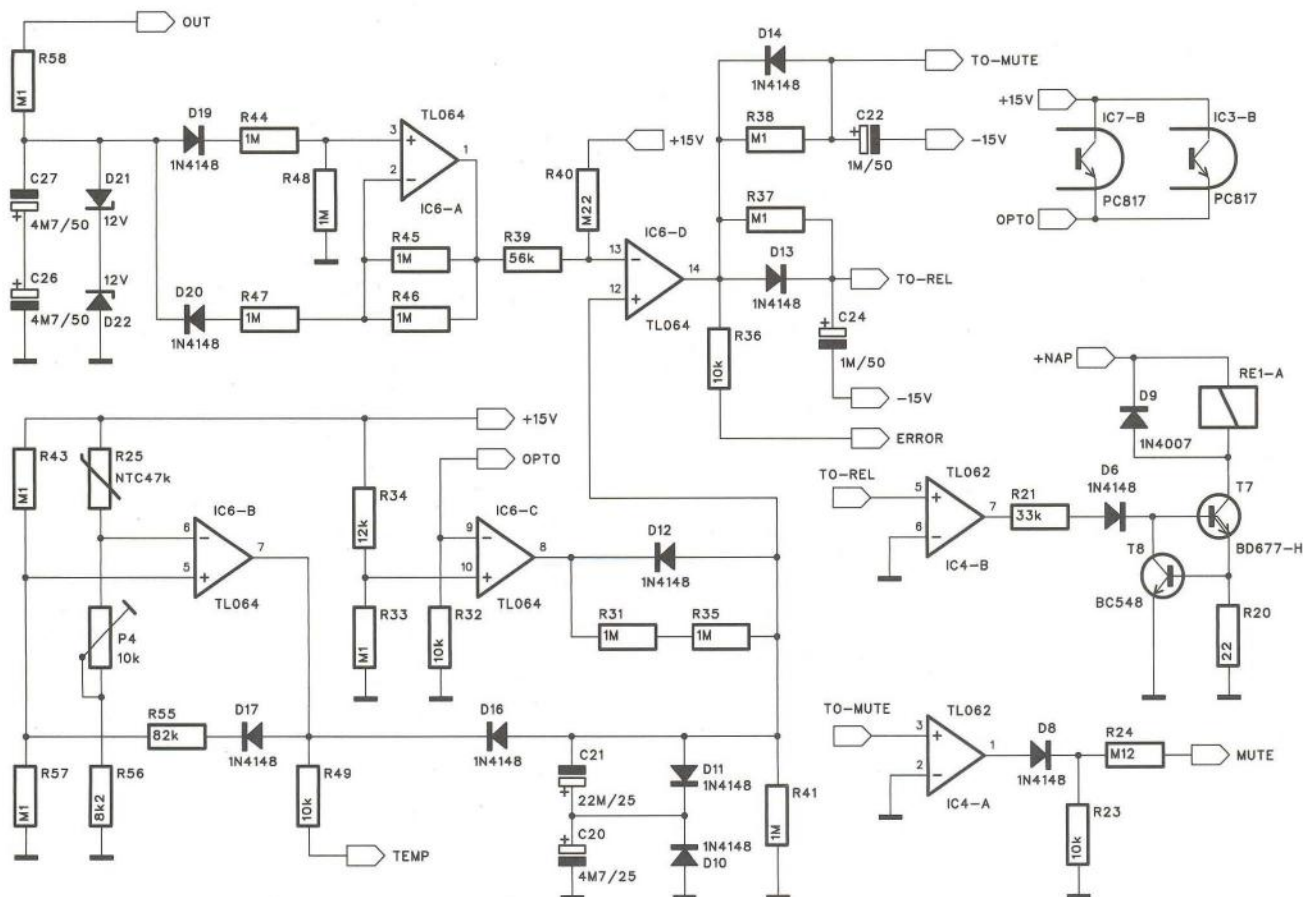 OUT
R58
M1
D19
1N4148
R44
1M
R48
1M
TL064
3
+
2
−
1
IC6-A
C27
+
4M7/50
D21
12V
C26
+
4M7/50
12V
D22
D20
1N4148
R47
1M
R45
1M
R46
1M
R39
56k
R40
M22
+15V
IC6-D
13
−
12
+
14
TL064
D14
1N4148
TO-MUTE
R38
M1
C22
+
1M/50
−15V
R37
M1
D13
1N4148
TO-REL
C24
+
1M/50
−15V
R36
10k
ERROR
+15V
IC7-B
IC3-B
PC817
PC817
OPTO
+NAP
RE1-A
D9
1N4007
TO-REL
TL062
5
+
6
−
7
IC4-B
R21
33k
D6
1N4148
T7
BD677-H
T8
BC548
R20
22
+15V
R43
M1
R25
NTC47k
OPTO
R34
12k
IC6-B
6
−
5
+
7
TL064
IC6-C
9
−
10
+
8
TL064
D12
1N4148
P4
10k
R33
M1
R32
10k
R31
1M
R35
1M
R55
82k
D17
1N4148
D16
1N4148
R57
M1
R56
8k2
R49
10k
TEMP
C21
+
22M/25
D11
1N4148
C20
+
4M7/25
1N4148
D10
R41
1M
TO-MUTE
TL062
3
+
2
−
1
IC4-A
D8
1N4148
R24
M12
MUTE
R23
10k